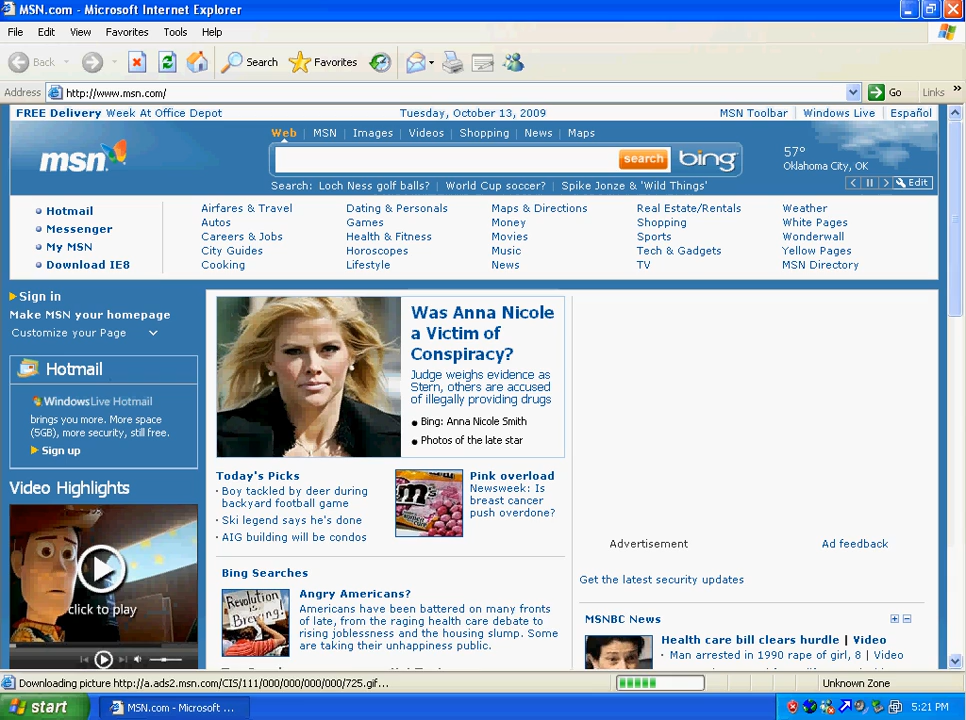 MSN.com - Microsoft Internet Explorer
File Edit View Favorites Tools Help
Back Search Favorites
Address http://www.msn.com/ Go Links »
FREE Delivery Week At Office Depot Tuesday, October 13, 2009 MSN Toolbar | Windows Live | Español
msn
Web | MSN | Images | Videos | Shopping | News | Maps
search bing
57°
Oklahoma City, OK
Edit
Search: Loch Ness golf balls? | World Cup soccer? | Spike Jonze & 'Wild Things'
Hotmail
Messenger
My MSN
Download IE8
Airfares & Travel
Autos
Careers & Jobs
City Guides
Cooking
Dating & Personals
Games
Health & Fitness
Horoscopes
Lifestyle
Maps & Directions
Money
Movies
Music
News
Real Estate/Rentals
Shopping
Sports
Tech & Gadgets
TV
Weather
White Pages
Wonderwall
Yellow Pages
MSN Directory
Sign in
Make MSN your homepage
Customize your Page
Hotmail
WindowsLive Hotmail
brings you more. More space
(5GB), more security, still free.
Sign up
Video Highlights
click to play
Was Anna Nicole
a Victim of
Conspiracy?
Judge weighs evidence as
Stern, others are accused
of illegally providing drugs
• Bing: Anna Nicole Smith
• Photos of the late star
Today's Picks
· Boy tackled by deer during
backyard football game
· Ski legend says he's done
· AIG building will be condos
m's
Pink overload
Newsweek: Is
breast cancer
push overdone?
Bing Searches
Revolution
is
Brewing!
Angry Americans?
Americans have been battered on many fronts
of late, from the raging health care debate to
rising joblessness and the housing slump. Some
are taking their unhappiness public.
Advertisement Ad feedback
Get the latest security updates
MSNBC News
Health care bill clears hurdle | Video
· Man arrested in 1990 rape of girl, 8 | Video
Downloading picture http://a.ads2.msn.com/CIS/111/000/000/000/000/725.gif... Unknown Zone
start MSN.com - Microsoft ... 5:21 PM